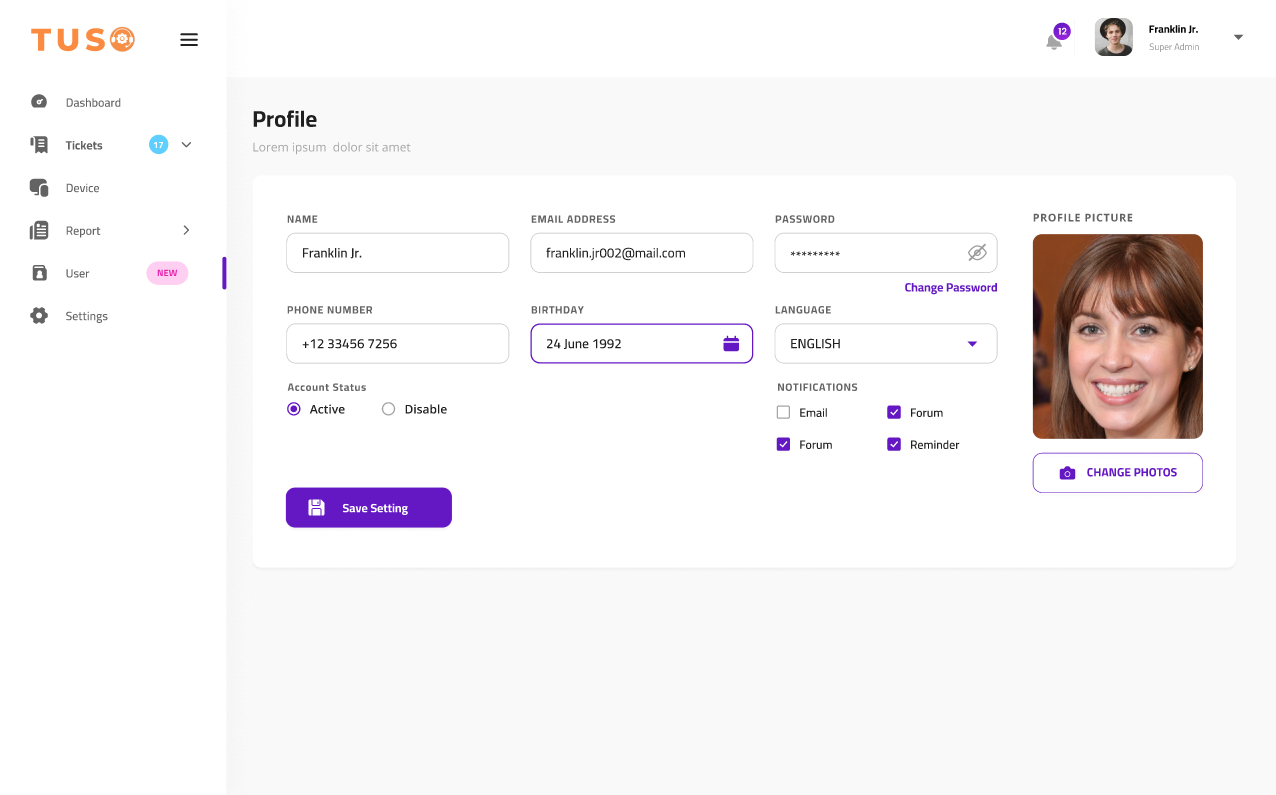 TUSO
12
Franklin Jr.
Super Admin
Dashboard
Tickets 17
Device
Report
User NEW
Settings
Profile
Lorem ipsum dolor sit amet
NAME EMAIL ADDRESS PASSWORD PROFILE PICTURE
Franklin Jr. franklin.jr002@mail.com *********
Change Password
PHONE NUMBER BIRTHDAY LANGUAGE
+12 33456 7256 24 June 1992 ENGLISH
Account Status NOTIFICATIONS
Active Disable Email Forum
Forum Reminder
CHANGE PHOTOS
Save Setting